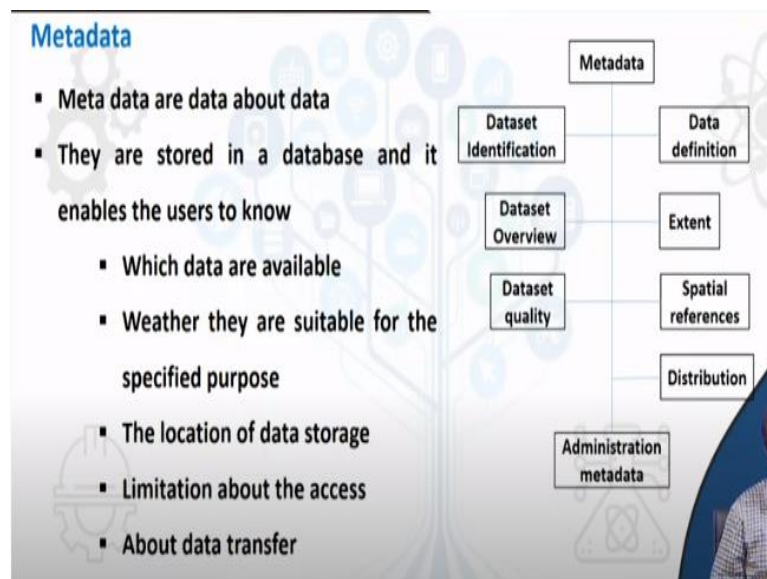 Metadata
▪ Meta data are data about data
▪ They are stored in a database and it
enables the users to know
▪ Which data are available
▪ Weather they are suitable for the
specified purpose
▪ The location of data storage
▪ Limitation about the access
▪ About data transfer
Metadata
Dataset
Identification
Data
definition
Dataset
Overview
Extent
Dataset
quality
Spatial
references
Distribution
Administration
metadata